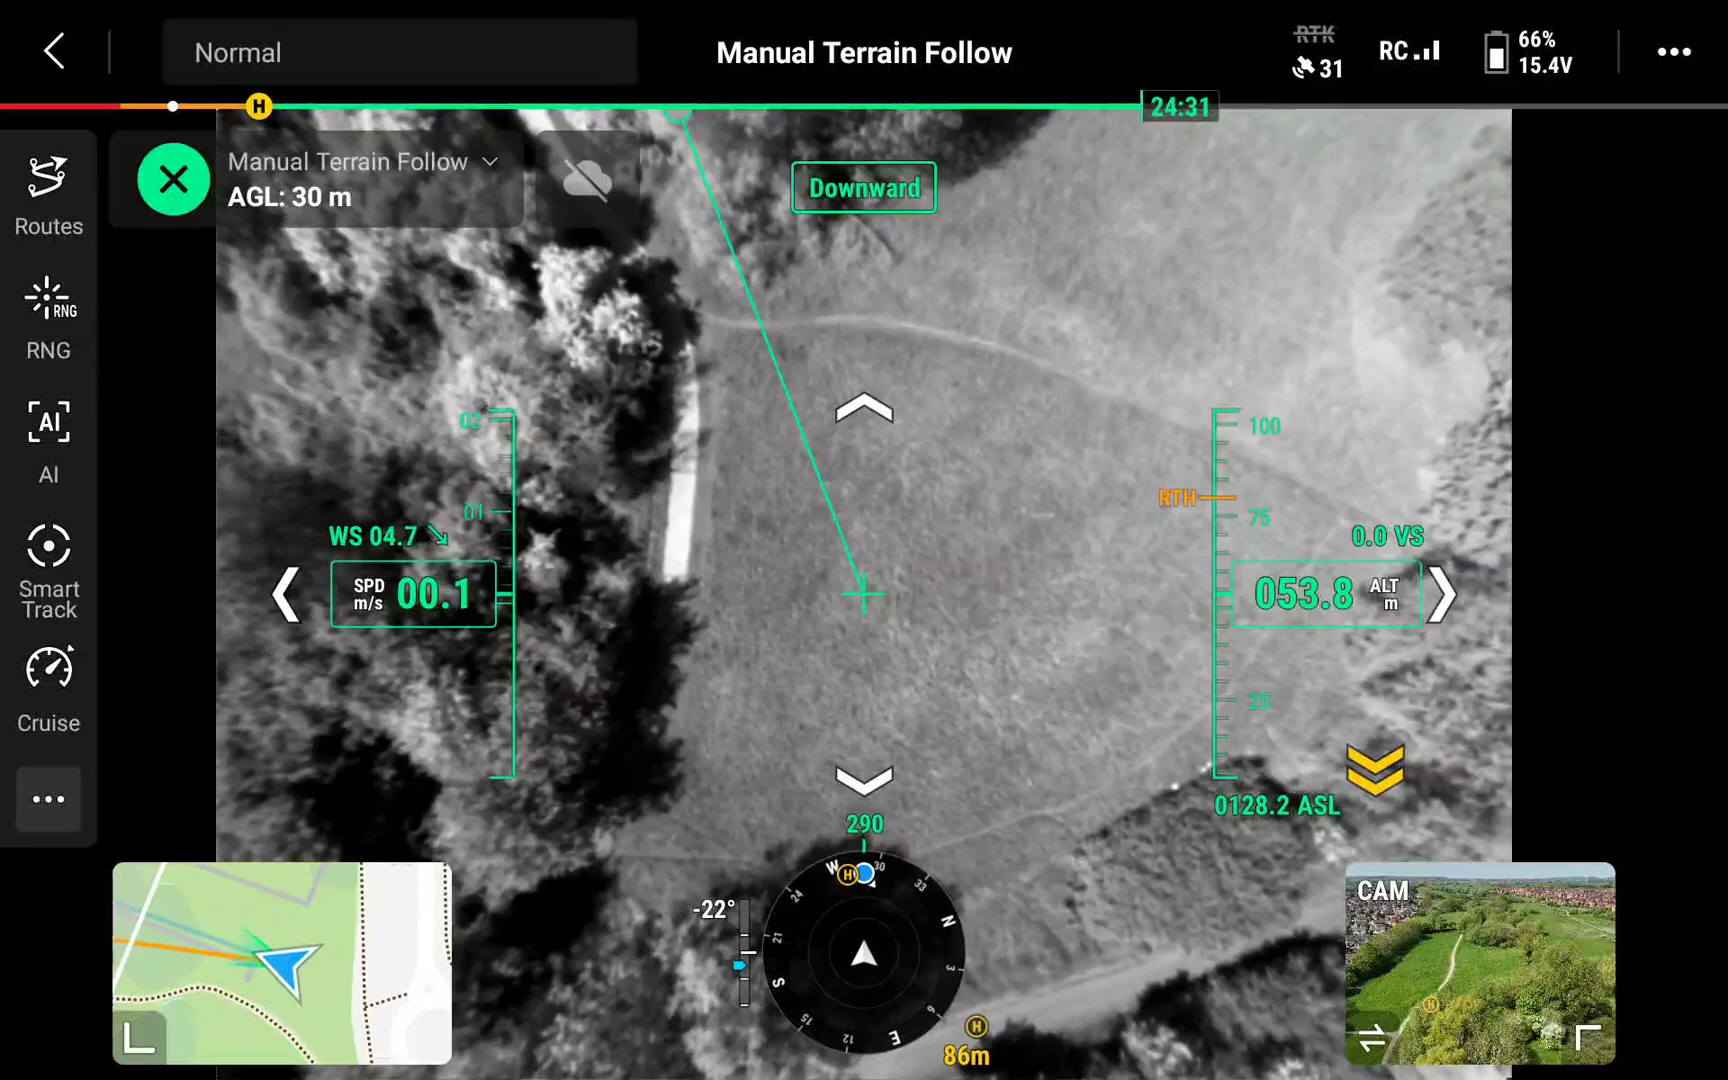 Normal
Manual Terrain Follow
RTK
31
RC
66%
15.4V
H
24:31
Manual Terrain Follow
AGL: 30 m
Downward
Routes
RNG
RNG
AI
AI
Smart
Track
Cruise
02
01
WS 04.7
SPD
m/s
00.1
100
RTH
75
0.0 VS
053.8
ALT
m
25
0128.2 ASL
290
-22°
W
H
30
33
N
3
6
E
12
15
S
21
24
H
86m
CAM
H